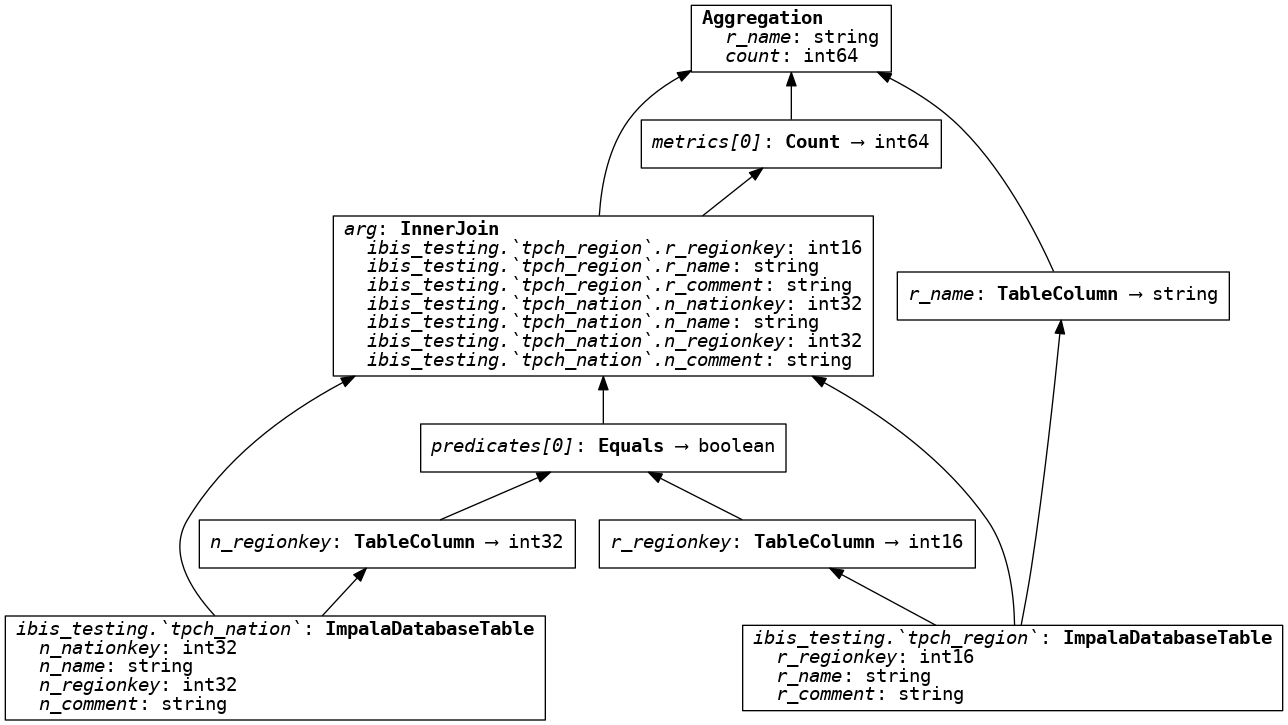 Aggregation
r_name: string
count: int64
metrics[0]: Count → int64
arg: InnerJoin
ibis_testing.`tpch_region`.r_regionkey: int16
ibis_testing.`tpch_region`.r_name: string
ibis_testing.`tpch_region`.r_comment: string
ibis_testing.`tpch_nation`.n_nationkey: int32
ibis_testing.`tpch_nation`.n_name: string
ibis_testing.`tpch_nation`.n_regionkey: int32
ibis_testing.`tpch_nation`.n_comment: string
r_name: TableColumn → string
predicates[0]: Equals → boolean
n_regionkey: TableColumn → int32
r_regionkey: TableColumn → int16
ibis_testing.`tpch_nation`: ImpalaDatabaseTable
n_nationkey: int32
n_name: string
n_regionkey: int32
n_comment: string
ibis_testing.`tpch_region`: ImpalaDatabaseTable
r_regionkey: int16
r_name: string
r_comment: string